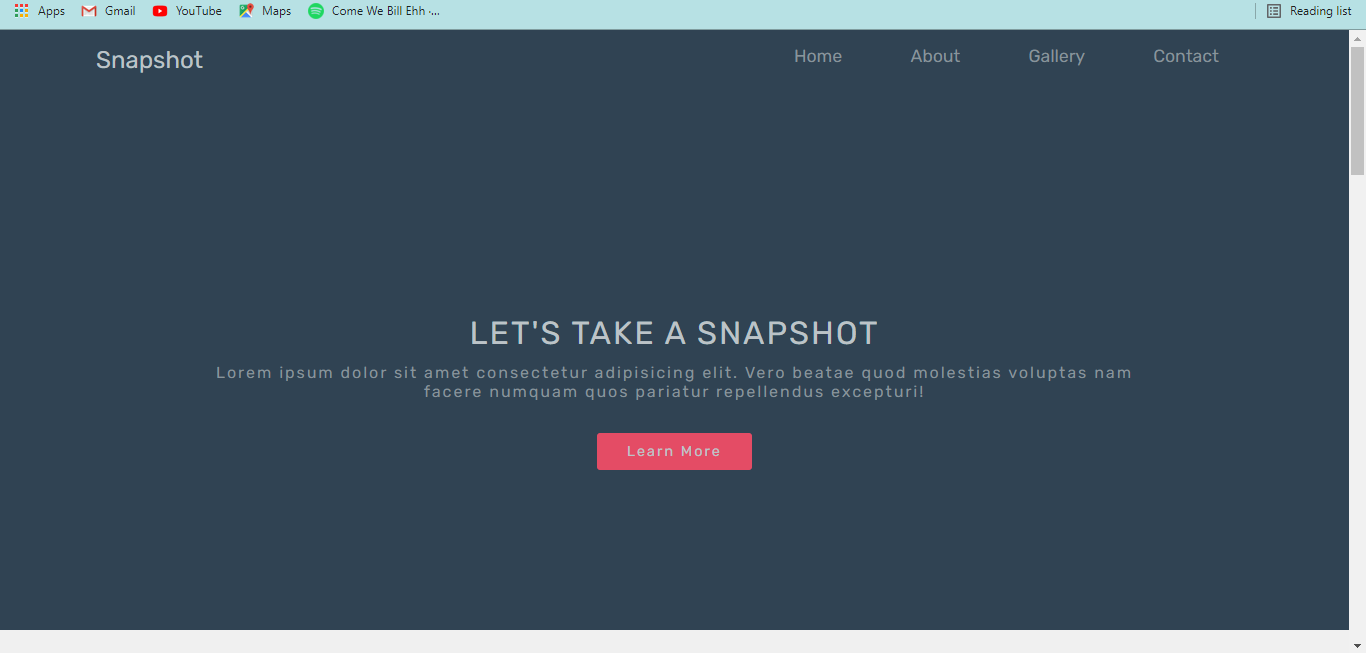 Apps Gmail YouTube Maps Come We Bill Ehh ·... Reading list
Snapshot Home About Gallery Contact
LET'S TAKE A SNAPSHOT
Lorem ipsum dolor sit amet consectetur adipisicing elit. Vero beatae quod molestias voluptas nam
facere numquam quos pariatur repellendus excepturi!
Learn More